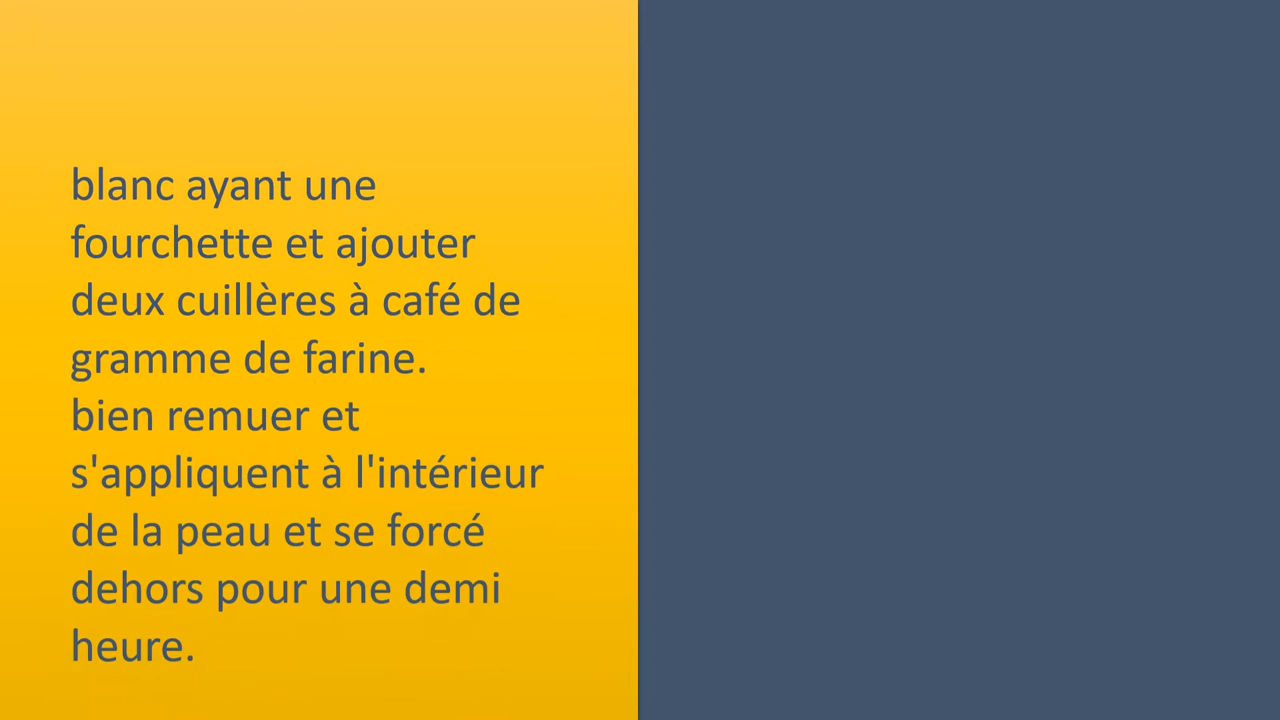 blanc ayant une
fourchette et ajouter
deux cuillères à café de
gramme de farine.
bien remuer et
s'appliquent à l'intérieur
de la peau et se forcé
dehors pour une demi
heure.